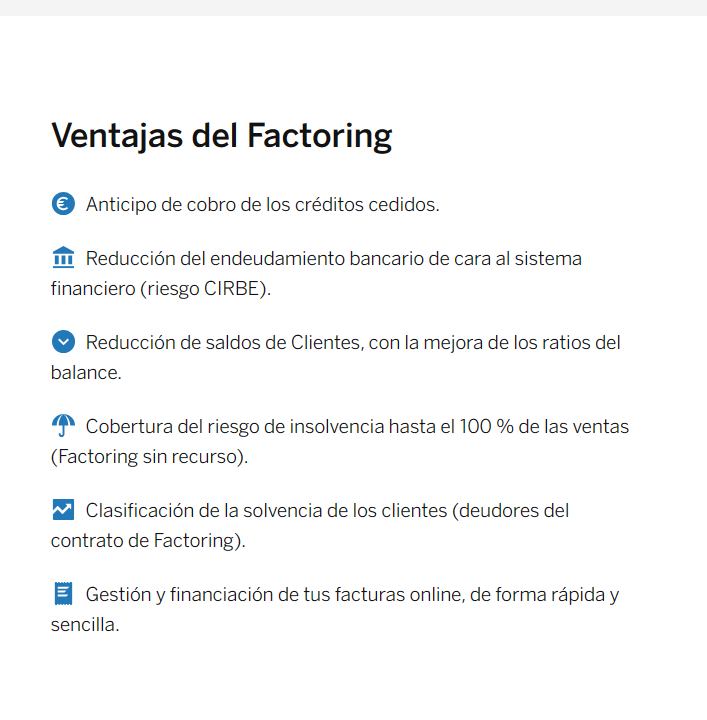 Ventajas del Factoring
Anticipo de cobro de los créditos cedidos.
Reducción del endeudamiento bancario de cara al sistema
financiero (riesgo CIRBE).
Reducción de saldos de Clientes, con la mejora de los ratios del
balance.
Cobertura del riesgo de insolvencia hasta el 100 % de las ventas
(Factoring sin recurso).
Clasificación de la solvencia de los clientes (deudores del
contrato de Factoring).
Gestión y financiación de tus facturas online, de forma rápida y
sencilla.